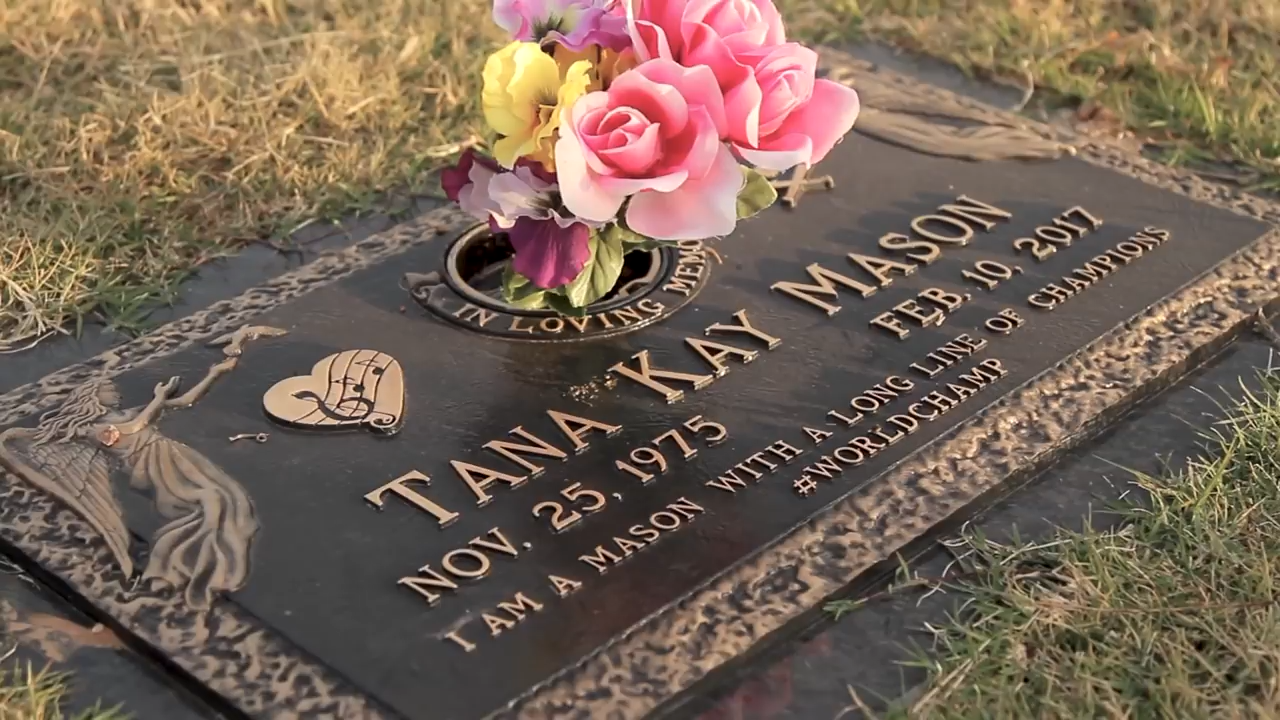 IN LOVING MEMO
TANA KAY MASON
NOV. 25, 1975 FEB. 10, 2017
I AM A MASON WITH A LONG LINE OF CHAMPIONS
#WORLDCHAMP